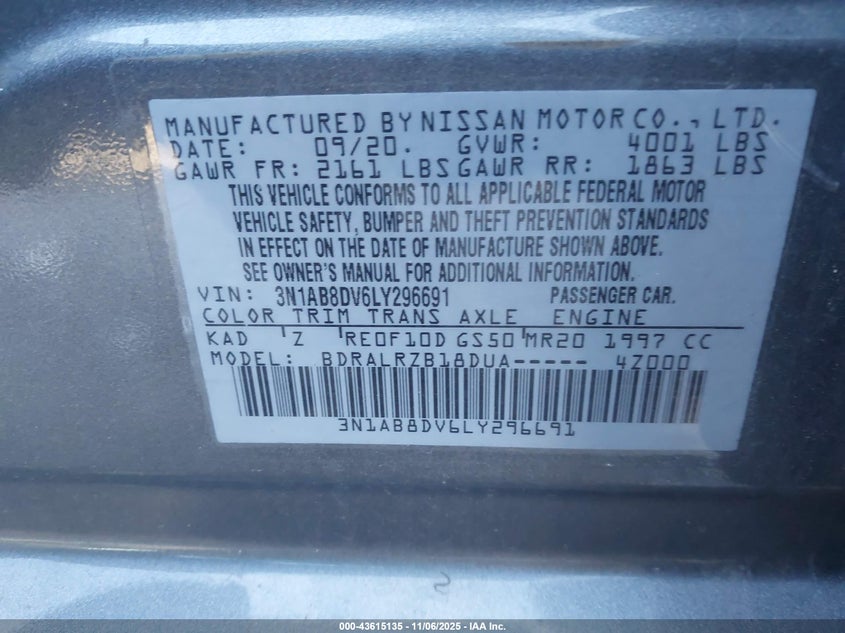 MANUFACTURED BY NISSAN MOTOR CO., LTD.
DATE: 09/20. GVWR: 4001 LBS
GAWR FR: 2161 LBS GAWR RR: 1863 LBS
THIS VEHICLE CONFORMS TO ALL APPLICABLE FEDERAL MOTOR
VEHICLE SAFETY, BUMPER AND THEFT PREVENTION STANDARDS
IN EFFECT ON THE DATE OF MANUFACTURE SHOWN ABOVE.
SEE OWNER'S MANUAL FOR ADDITIONAL INFORMATION.
VIN: 3N1AB8DV6LY296691 PASSENGER CAR.
COLOR TRIM TRANS AXLE ENGINE
KAD Z RE0F10D GS50 MR20 1997 CC
MODEL: BDRALRZB18DUA----- 4Z000
3N1AB8DV6LY296691
000-43615135 - 11/06/2025 - IAA Inc.